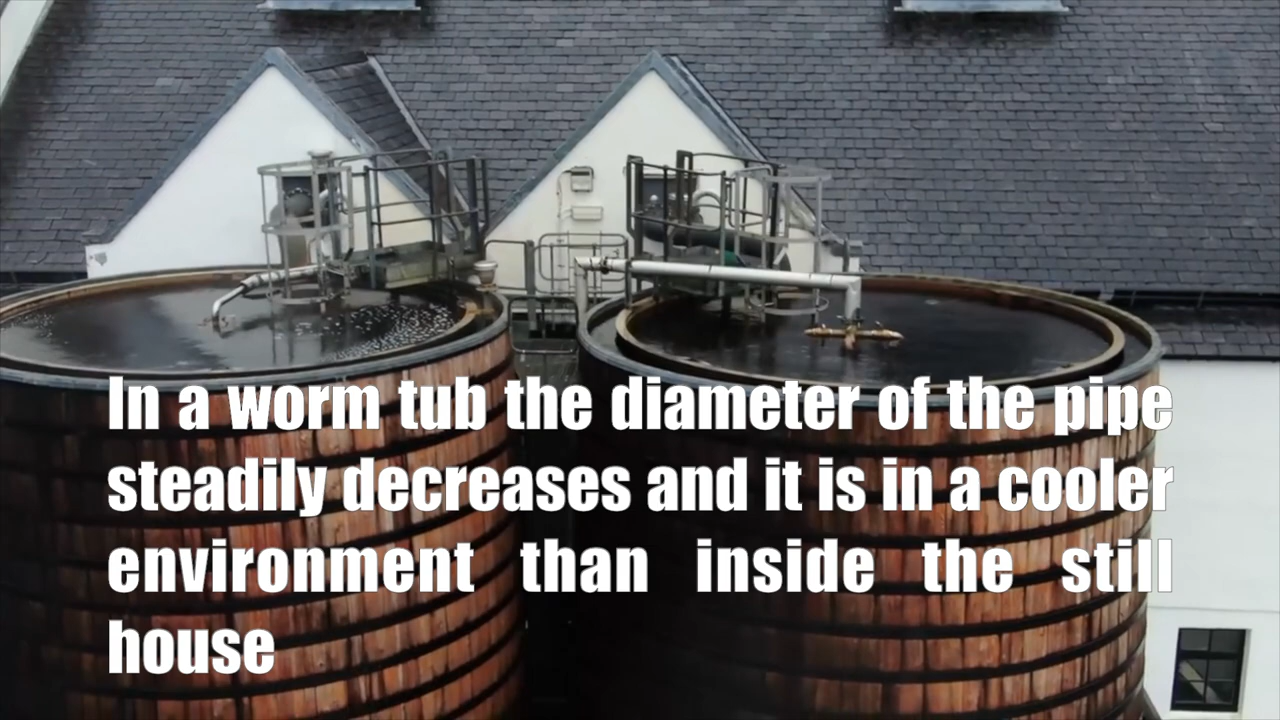 In a worm tub the diameter of the pipe
steadily decreases and it is in a cooler
environment than inside the still
house